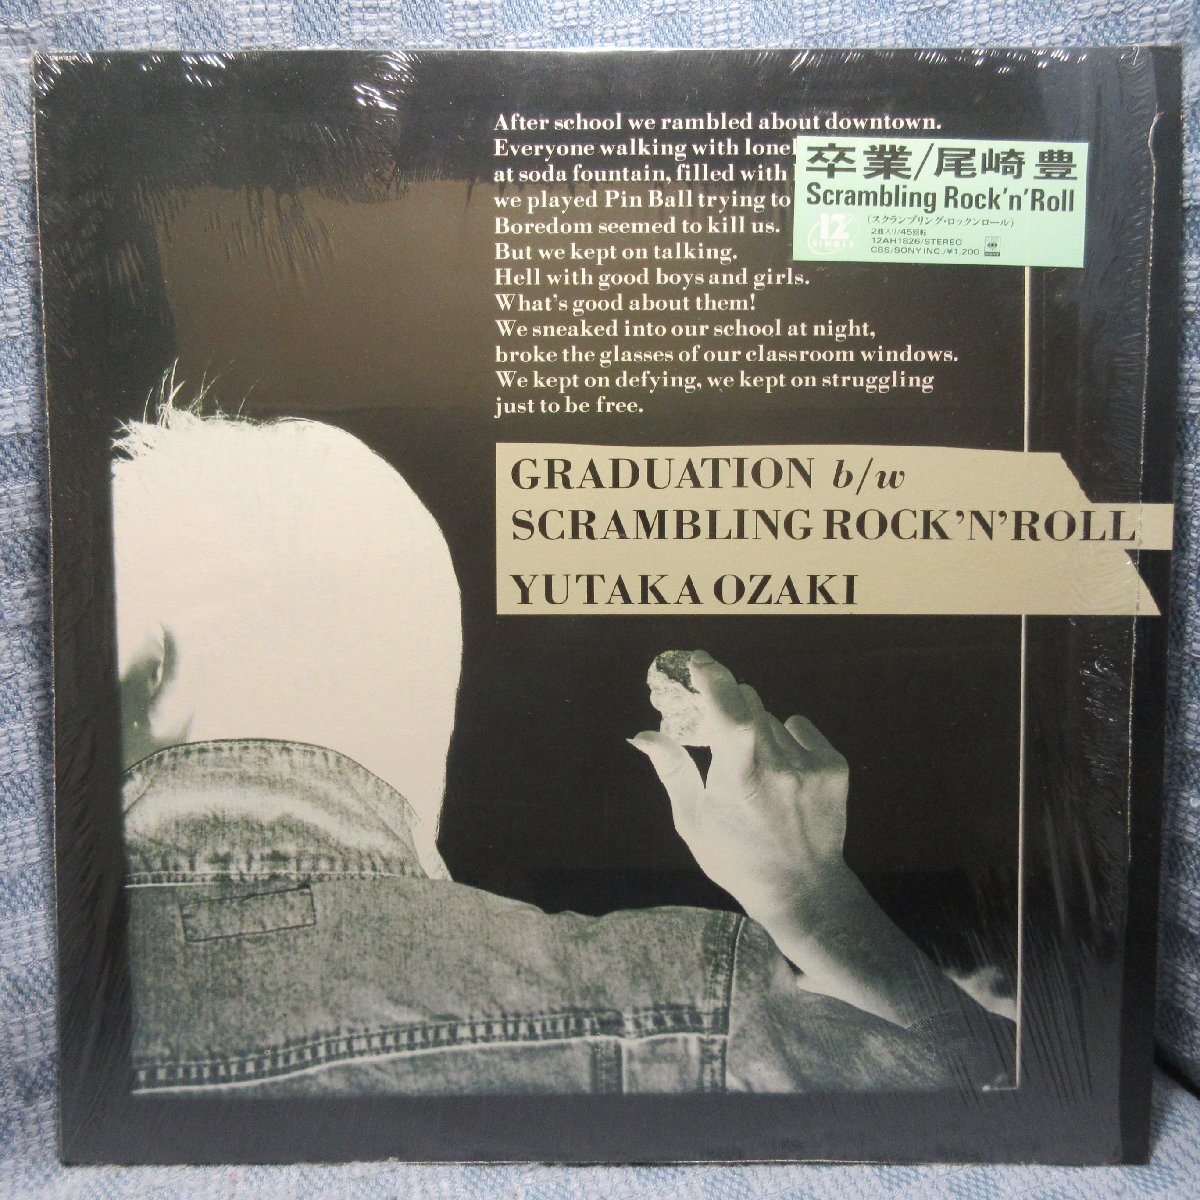 After school we rambled about downtown.
Everyone walking with
at soda fountain, filled with
we played Pin Ball trying to
Boredom seemed to kill us.
But we kept on talking.
Hell with good boys and girls.
What's good about them!
We sneaked into our school at night,
broke the glasses of our classroom windows.
We kept on defying, we kept on struggling
just to be free.
卒業/尾崎 豊
Scrambling Rock'n'Roll
(スクランブリング・ロックンロール)
12"
SINGLE
2曲入り/45回転
12AH1826/STEREO
CBS/SONY INC./¥1,200
GRADUATION b/w
SCRAMBLING ROCK'N'ROLL
YUTAKA OZAKI